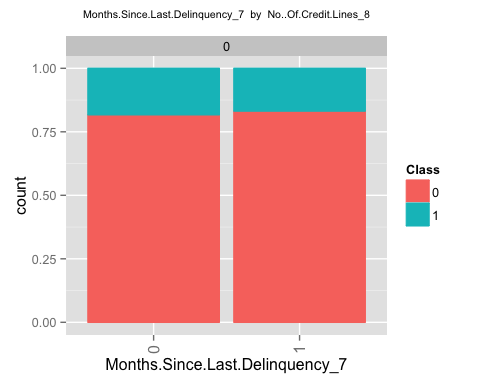 Months.Since.Last.Delinquency_7 by No..Of.Credit.Lines_8
0
1.00
0.75
0.50
0.25
0.00
count
0
1
Months.Since.Last.Delinquency_7
Class
0
1